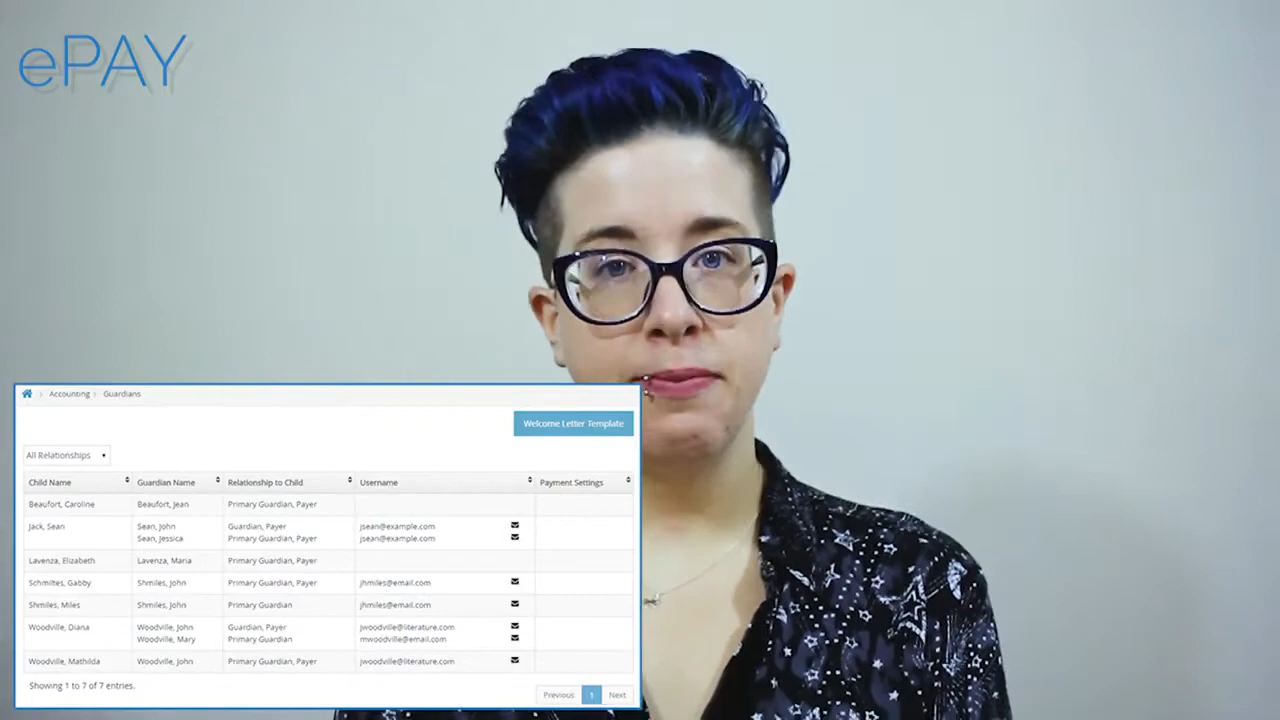 ePAY
Accounting Guardians
Welcome Letter Template
All Relationships
Child Name Guardian Name Relationship to Child Username Payment Settings
Beaufort, Caroline Beaufort, Jean Primary Guardian, Payer
Jack, Sean Sean, John Guardian, Payer jsean@example.com
Sean, Jessica Primary Guardian, Payer jsean@example.com
Lavenza, Elizabeth Lavenza, Maria Primary Guardian, Payer
Schmiltes, Gabby Shmiles, John Primary Guardian, Payer jhmiles@email.com
Shmiles, Miles Shmiles, John Primary Guardian jhmiles@email.com
Woodville, Diana Woodville, John Guardian, Payer jwoodville@literature.com
Woodville, Mary Primary Guardian mwoodville@email.com
Woodville, Mathilda Woodville, John Primary Guardian, Payer jwoodville@literature.com
Showing 1 to 7 of 7 entries.
Previous 1 Next